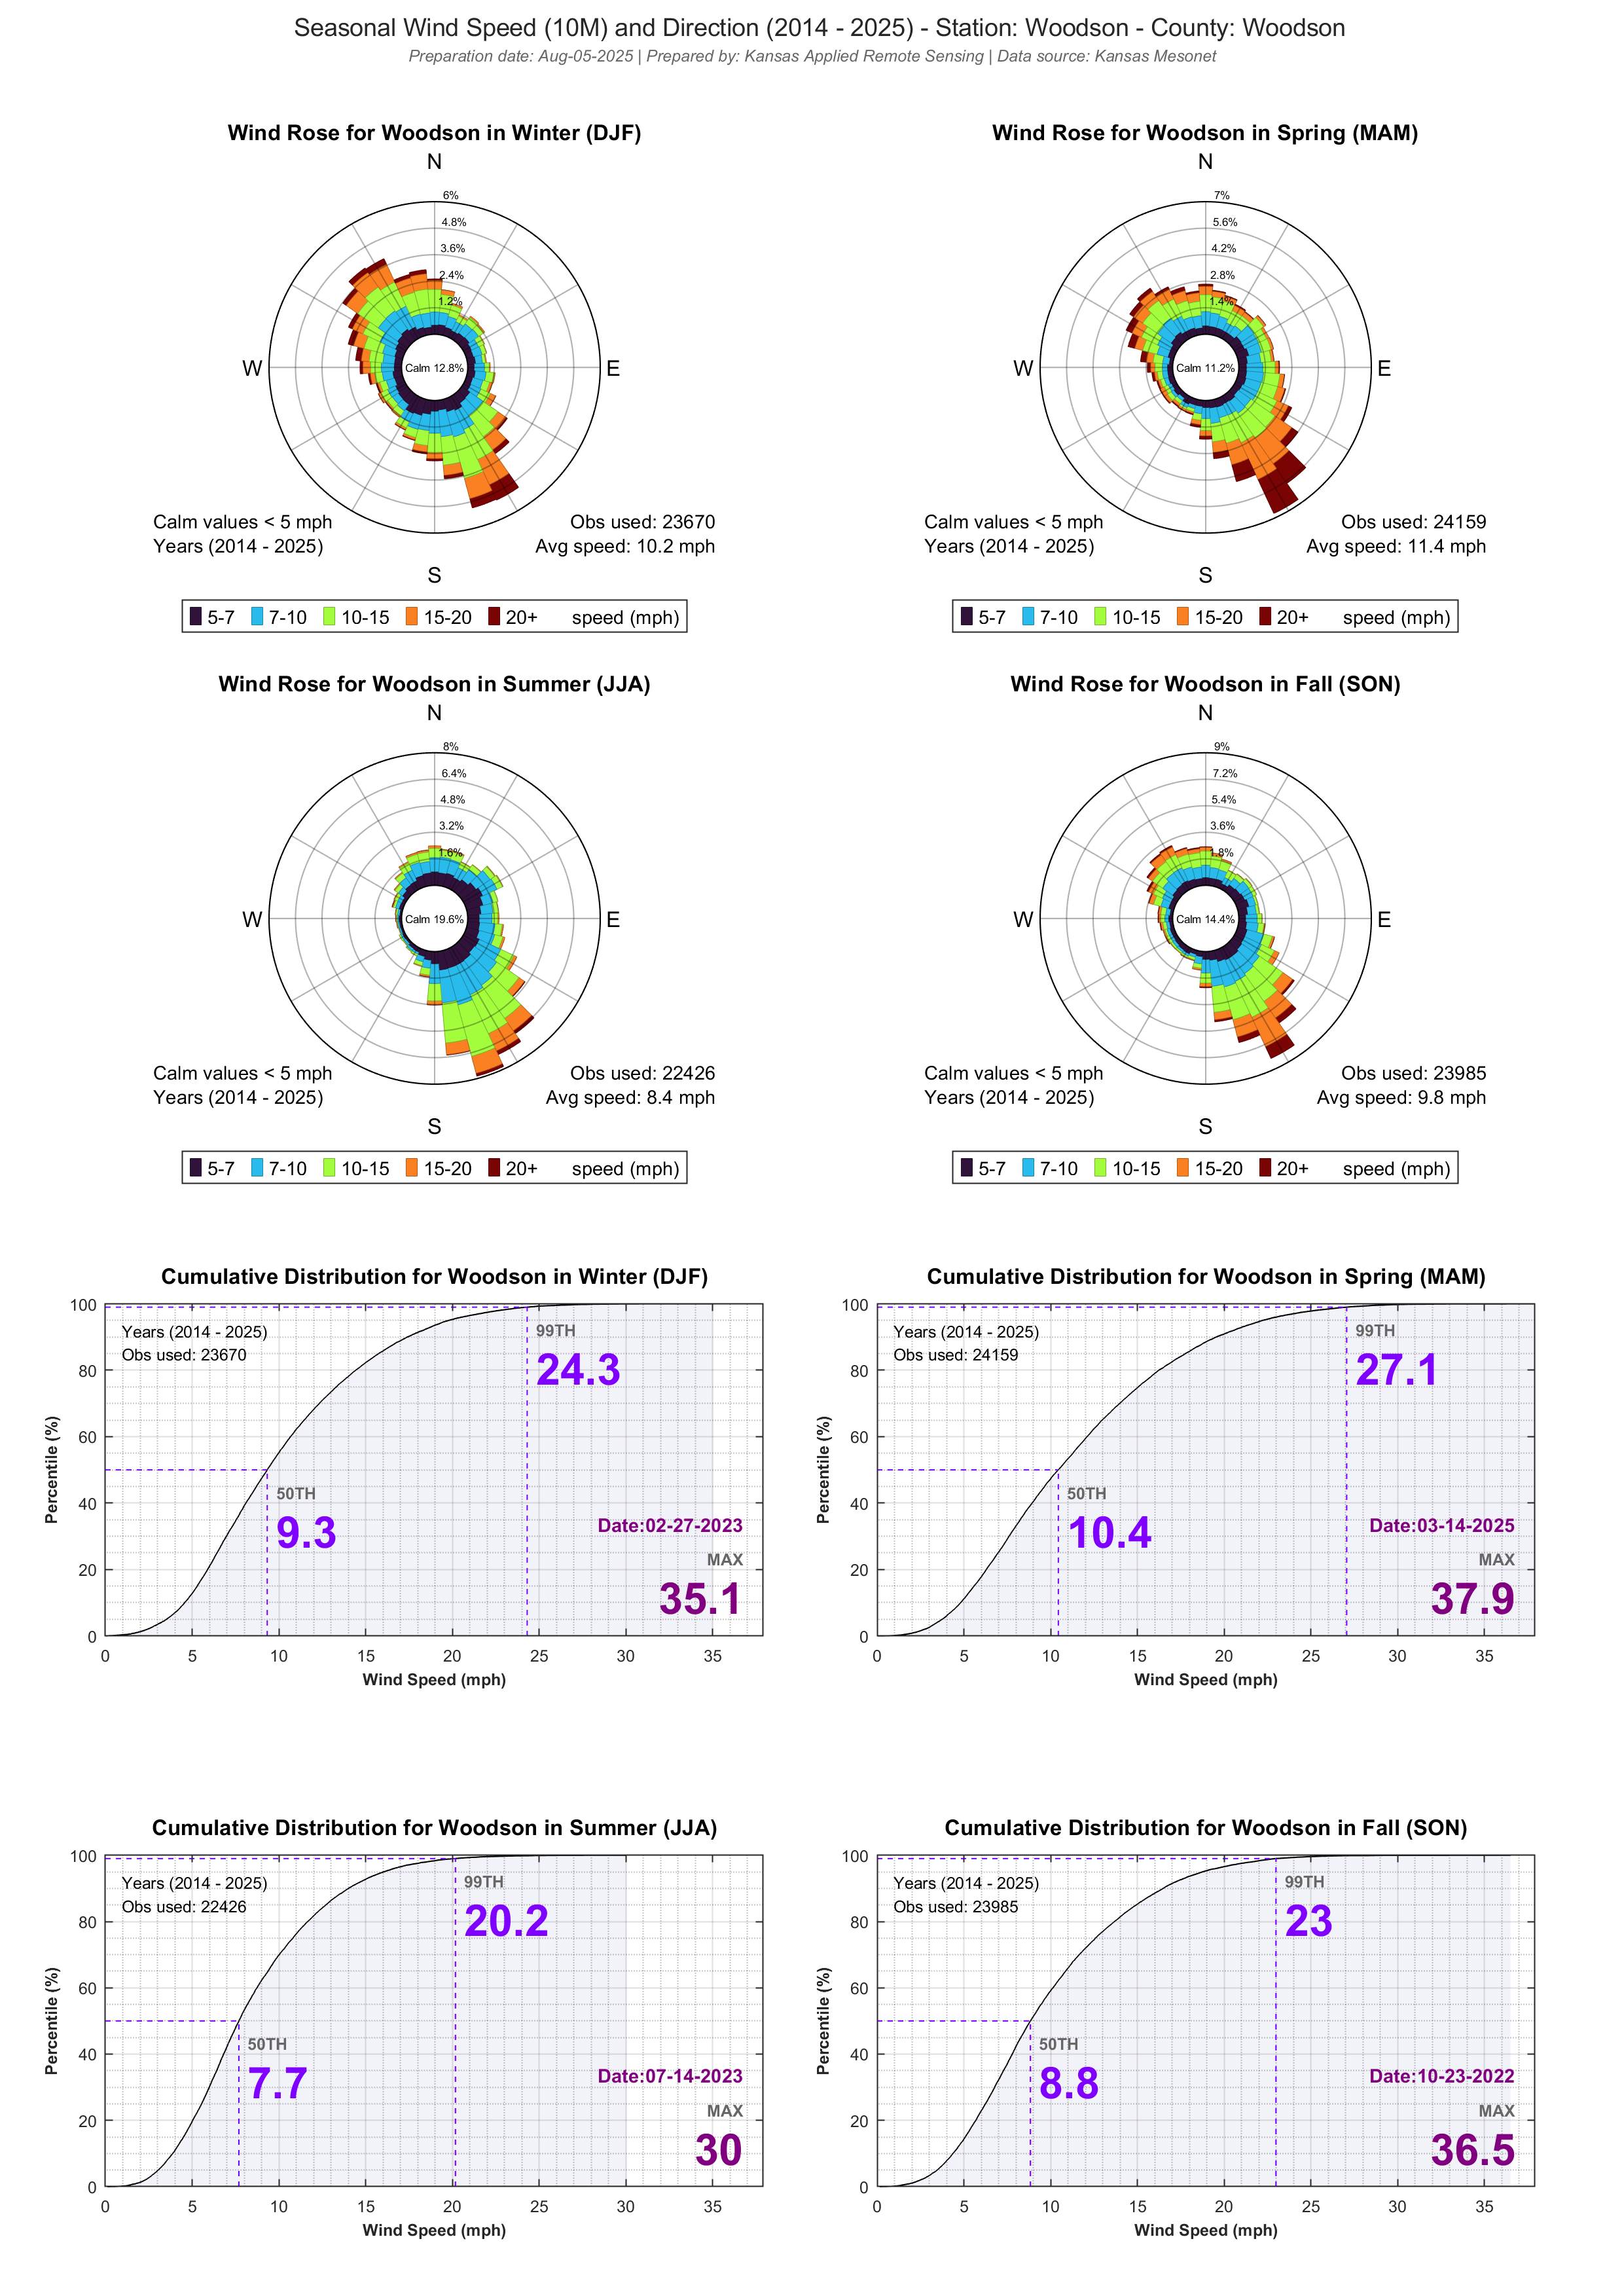 Seasonal Wind Speed (10M) and Direction (2014 - 2025) - Station: Woodson - County: Woodson
Preparation date: Aug-05-2025 | Prepared by: Kansas Applied Remote Sensing | Data source: Kansas Mesonet
Wind Rose for Woodson in Winter (DJF)
N
6%
4.8%
3.6%
2.4%
1.2%
W
Calm 12.8%
E
Calm values < 5 mph
Years (2014 - 2025)
Obs used: 23670
Avg speed: 10.2 mph
S
5-7 7-10 10-15 15-20 20+ speed (mph)
Wind Rose for Woodson in Spring (MAM)
N
7%
5.6%
4.2%
2.8%
1.4%
W
Calm 11.2%
E
Calm values < 5 mph
Years (2014 - 2025)
Obs used: 24159
Avg speed: 11.4 mph
S
5-7 7-10 10-15 15-20 20+ speed (mph)
Wind Rose for Woodson in Summer (JJA)
N
8%
6.4%
4.8%
3.2%
1.6%
W
Calm 19.6%
E
Calm values < 5 mph
Years (2014 - 2025)
Obs used: 22426
Avg speed: 8.4 mph
S
5-7 7-10 10-15 15-20 20+ speed (mph)
Wind Rose for Woodson in Fall (SON)
N
9%
7.2%
5.4%
3.6%
1.8%
W
Calm 14.4%
E
Calm values < 5 mph
Years (2014 - 2025)
Obs used: 23985
Avg speed: 9.8 mph
S
5-7 7-10 10-15 15-20 20+ speed (mph)
Cumulative Distribution for Woodson in Winter (DJF)
100
80
60
40
20
0
Percentile (%)
Years (2014 - 2025)
Obs used: 23670
99TH
24.3
50TH
9.3
Date:02-27-2023
MAX
35.1
0 5 10 15 20 25 30 35
Wind Speed (mph)
Cumulative Distribution for Woodson in Spring (MAM)
100
80
60
40
20
0
Percentile (%)
Years (2014 - 2025)
Obs used: 24159
99TH
27.1
50TH
10.4
Date:03-14-2025
MAX
37.9
0 5 10 15 20 25 30 35
Wind Speed (mph)
Cumulative Distribution for Woodson in Summer (JJA)
100
80
60
40
20
0
Percentile (%)
Years (2014 - 2025)
Obs used: 22426
99TH
20.2
50TH
7.7
Date:07-14-2023
MAX
30
0 5 10 15 20 25 30 35
Wind Speed (mph)
Cumulative Distribution for Woodson in Fall (SON)
100
80
60
40
20
0
Percentile (%)
Years (2014 - 2025)
Obs used: 23985
99TH
23
50TH
8.8
Date:10-23-2022
MAX
36.5
0 5 10 15 20 25 30 35
Wind Speed (mph)